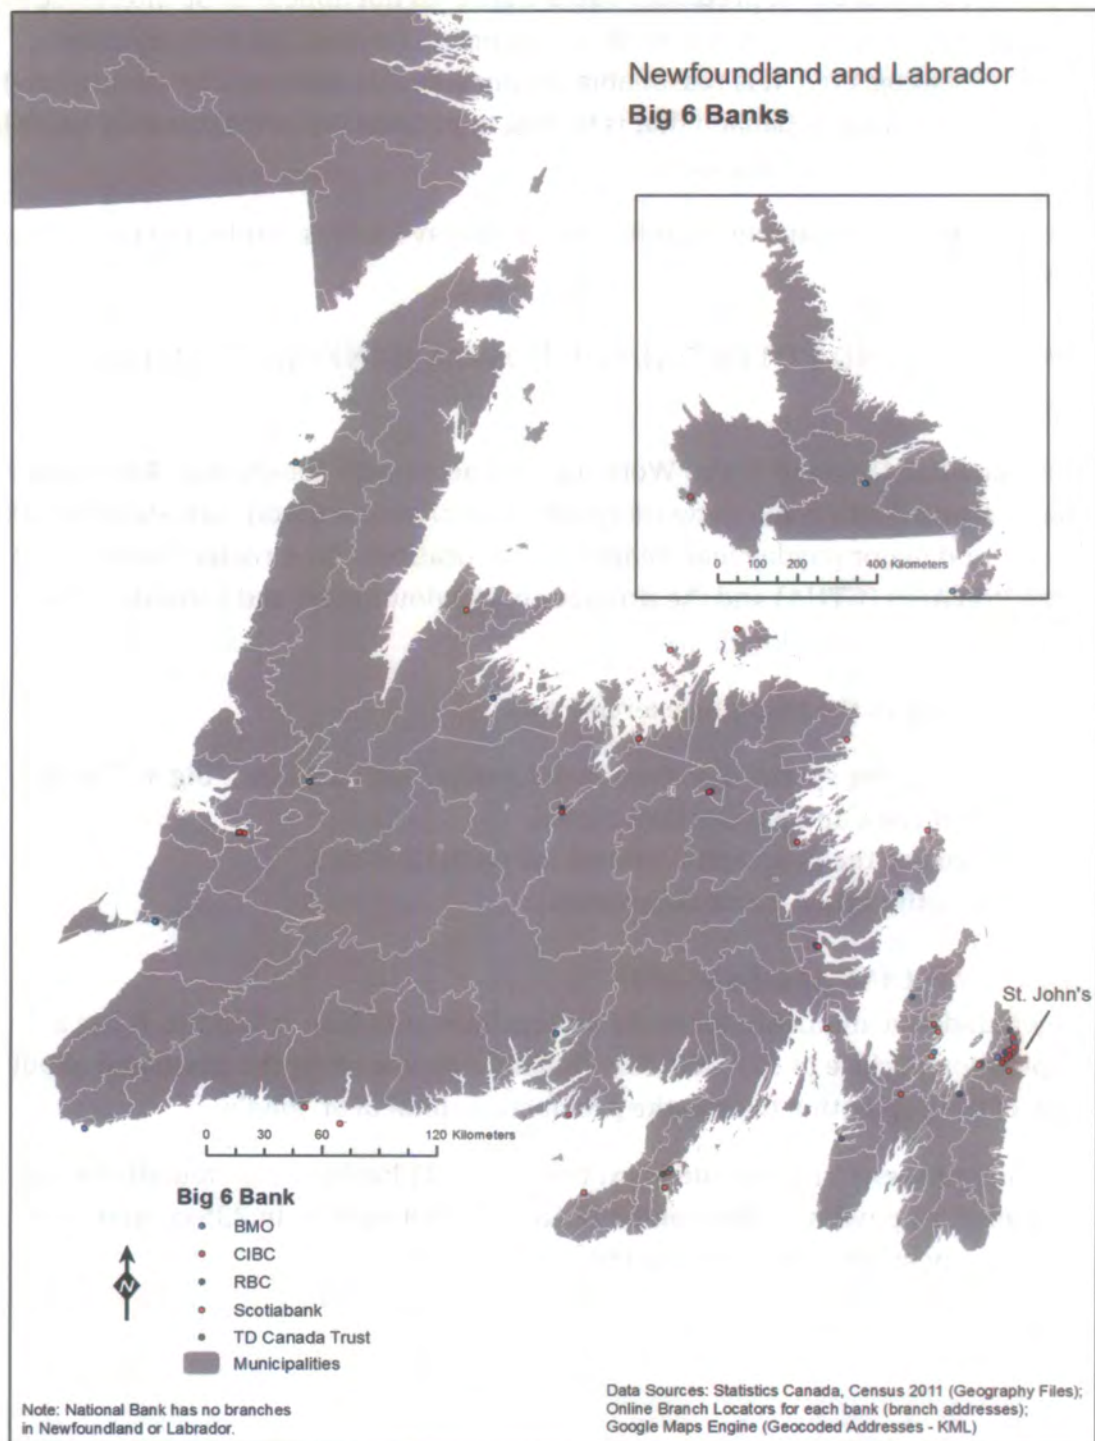 Newfoundland and Labrador
Big 6 Banks
0 100 200 400 Kilometers
St. John's
0 30 60 120 Kilometers
Big 6 Bank
BMO
CIBC
RBC
Scotiabank
TD Canada Trust
Municipalities
N
Note: National Bank has no branches
in Newfoundland or Labrador.
Data Sources: Statistics Canada, Census 2011 (Geography Files);
Online Branch Locators for each bank (branch addresses);
Google Maps Engine (Geocoded Addresses - KML)